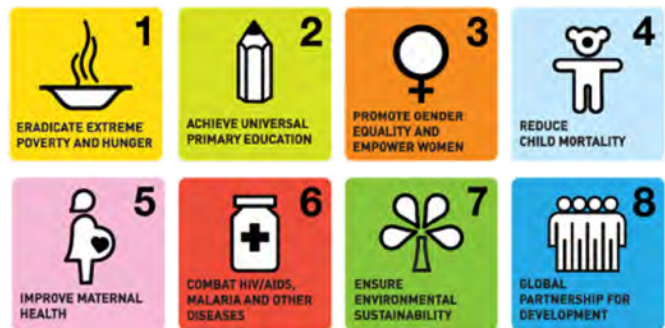 1
ERADICATE EXTREME
POVERTY AND HUNGER
2
ACHIEVE UNIVERSAL
PRIMARY EDUCATION
3
PROMOTE GENDER
EQUALITY AND
EMPOWER WOMEN
4
REDUCE
CHILD MORTALITY
5
IMPROVE MATERNAL
HEALTH
6
COMBAT HIV/AIDS,
MALARIA AND OTHER
DISEASES
7
ENSURE
ENVIRONMENTAL
SUSTAINABILITY
8
GLOBAL
PARTNERSHIP FOR
DEVELOPMENT